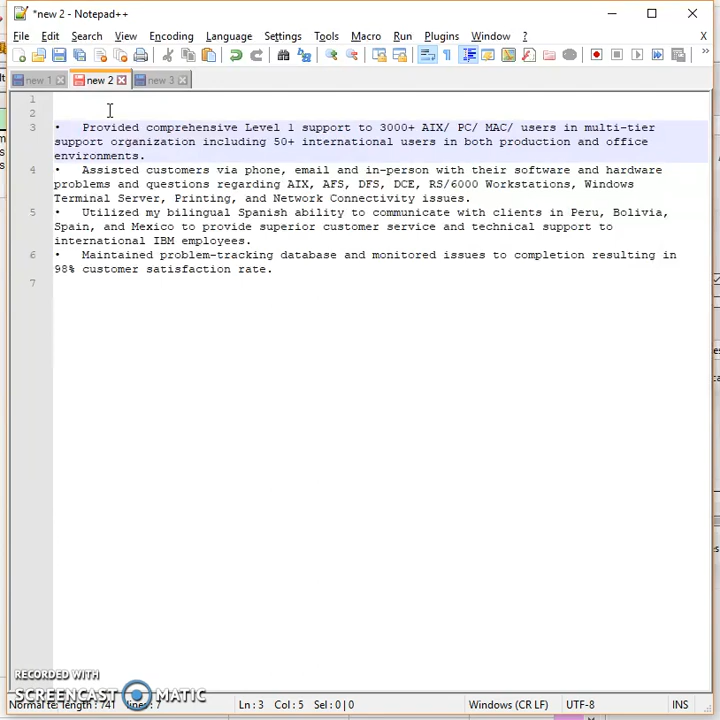 *new 2 - Notepad++
File Edit Search View Encoding Language Settings Tools Macro Run Plugins Window ? X
new 1 new 2 new 3
1
2
3 • Provided comprehensive Level 1 support to 3000+ AIX/ PC/ MAC/ users in multi-tier
support organization including 50+ international users in both production and office
environments.
4 • Assisted customers via phone, email and in-person with their software and hardware
problems and questions regarding AIX, AFS, DFS, DCE, RS/6000 Workstations, Windows
Terminal Server, Printing, and Network Connectivity issues.
5 • Utilized my bilingual Spanish ability to communicate with clients in Peru, Bolivia,
Spain, and Mexico to provide superior customer service and technical support to
international IBM employees.
6 • Maintained problem-tracking database and monitored issues to completion resulting in
98% customer satisfaction rate.
7
RECORDED WITH
SCREENCAST MATIC
Normal te length : 741 lines : 7 Ln : 3 Col : 5 Sel : 0 | 0 Windows (CR LF) UTF-8 INS